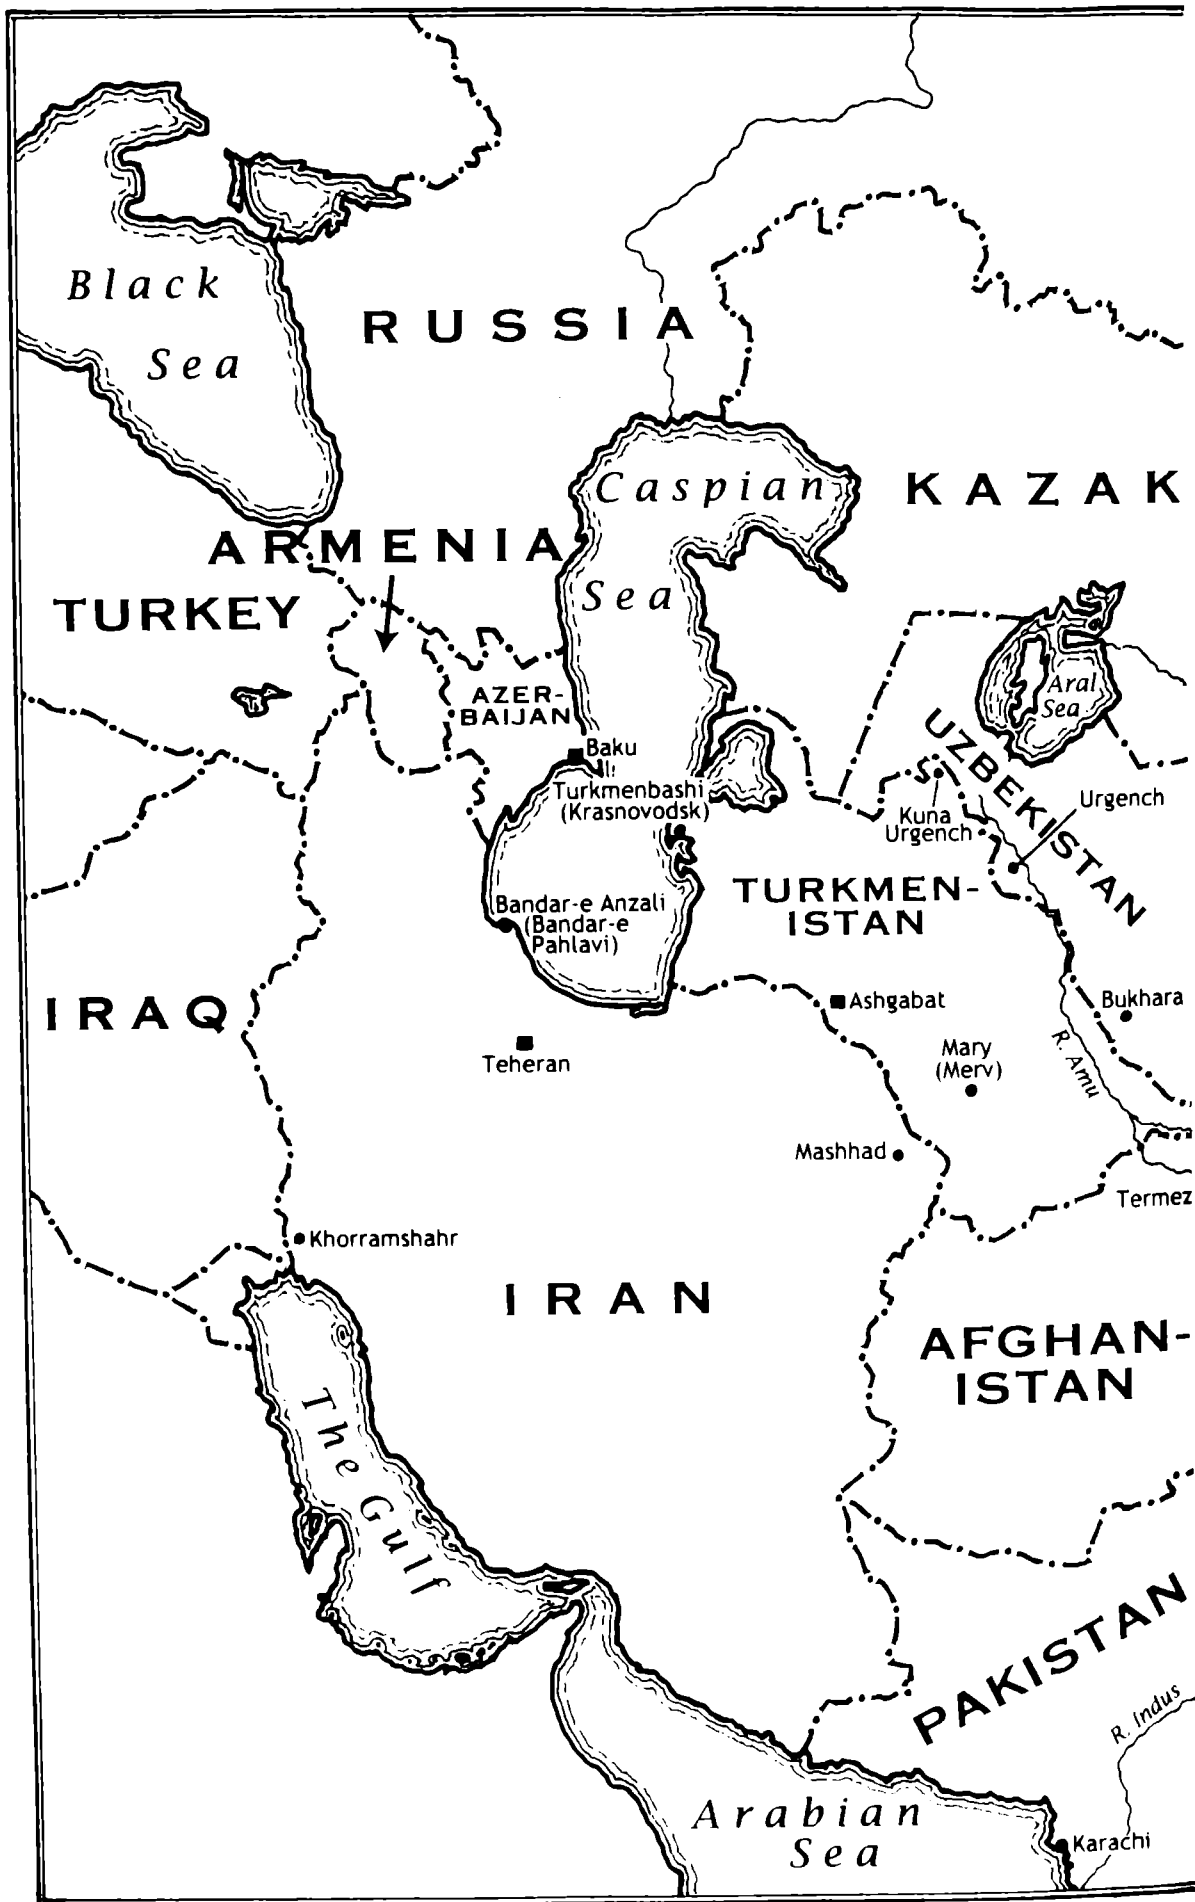 Black
Sea
RUSSIA
Caspian
Sea
KAZAK
ARMENIA
TURKEY
AZER-
BAIJAN
Aral
Sea
UZBEKISTAN
Baku
Turkmenbashi
(Krasnovodsk)
Kuna
Urgench
Urgench
TURKMEN-
ISTAN
Bandar-e Anzali
(Bandar-e
Pahlavi)
IRAQ
Ashgabat
Bukhara
Teheran
Mary
(Merv)
R. Amu
Mashhad
Termez
Khorramshahr
IRAN
AFGHAN-
ISTAN
The Gulf
PAKISTAN
R. Indus
Arabian
Sea
Karachi